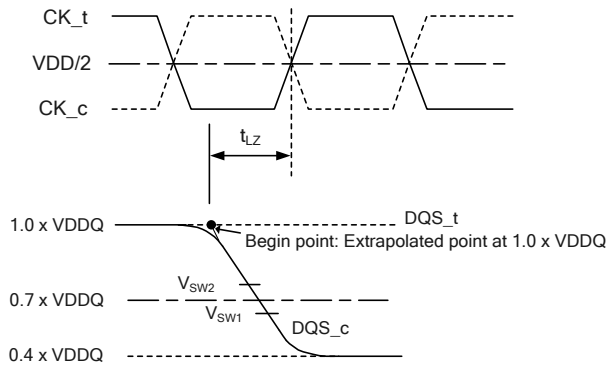 CK_t
VDD/2
CK_c
tLZ
1.0 x VDDQ
DQS_t
Begin point: Extrapolated point at 1.0 x VDDQ
VSW2
0.7 x VDDQ
VSW1
DQS_c
0.4 x VDDQ